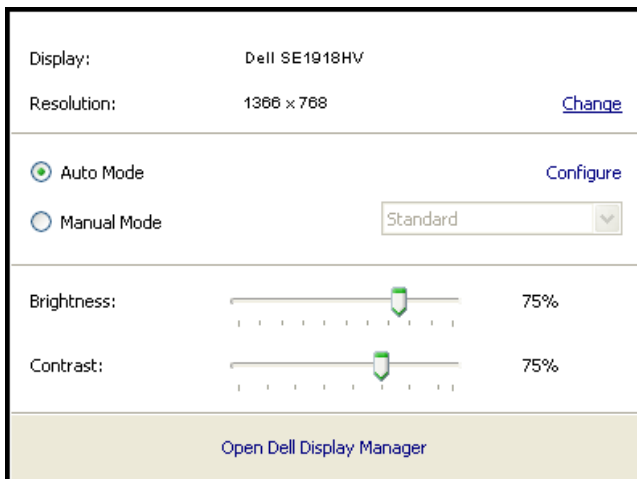 Display: Dell SE1918HV
Resolution: 1366 x 768 Change
Auto Mode Configure
Manual Mode Standard
Brightness: 75%
Contrast: 75%
Open Dell Display Manager